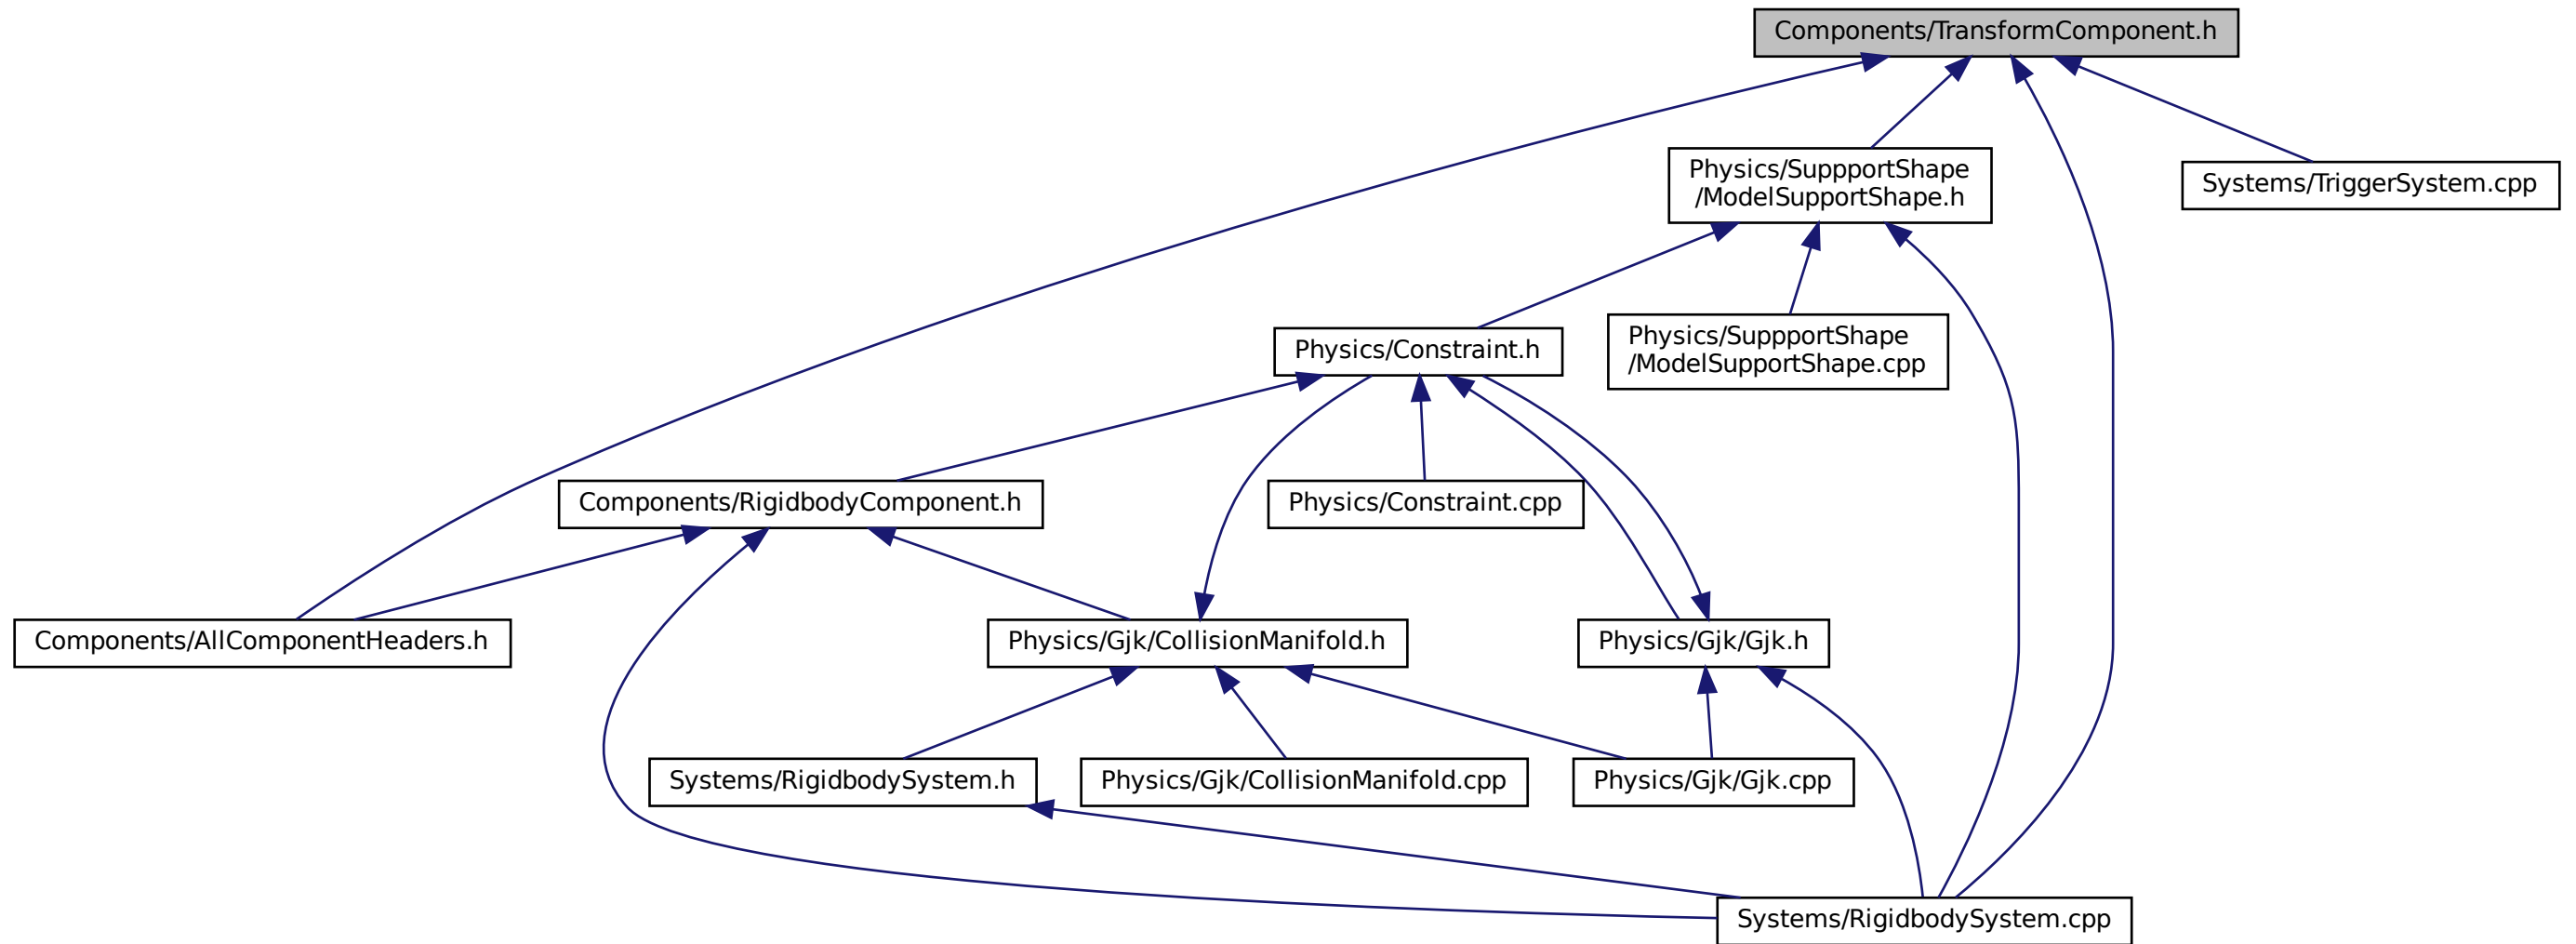 Components/TransformComponent.h
Physics/SuppportShape
/ModelSupportShape.h
Systems/TriggerSystem.cpp
Physics/Constraint.h
Physics/SuppportShape
/ModelSupportShape.cpp
Components/RigidbodyComponent.h
Physics/Constraint.cpp
Components/AllComponentHeaders.h
Physics/Gjk/CollisionManifold.h
Physics/Gjk/Gjk.h
Systems/RigidbodySystem.h
Physics/Gjk/CollisionManifold.cpp
Physics/Gjk/Gjk.cpp
Systems/RigidbodySystem.cpp